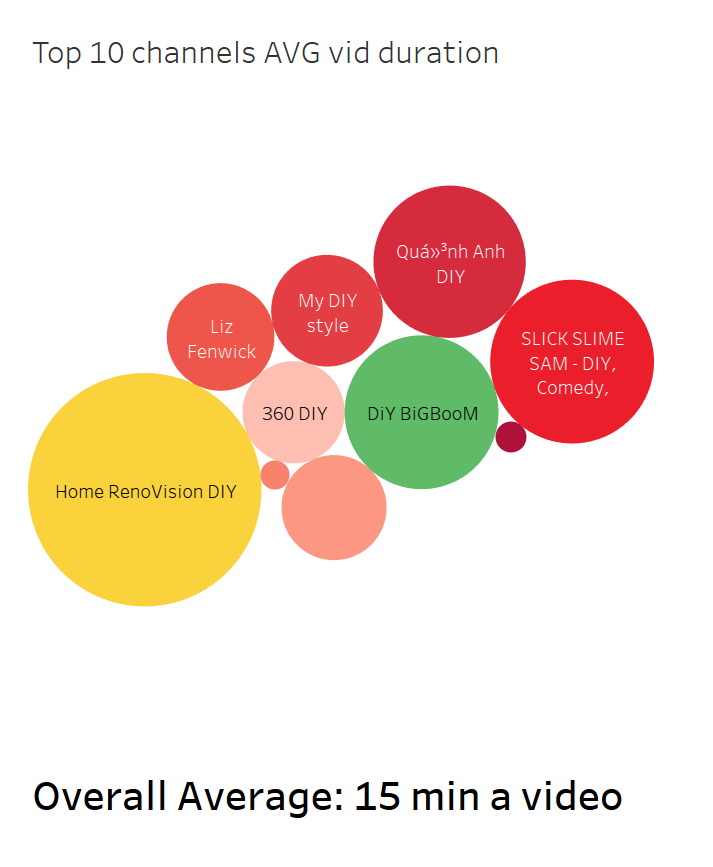 Top 10 channels AVG vid duration
Quá»³nh Anh
DIY
My DIY
style
Liz
Fenwick
SLICK SLIME
SAM - DIY,
Comedy,
360 DIY
DiY BiGBooM
Home RenoVision DIY
Overall Average: 15 min a video